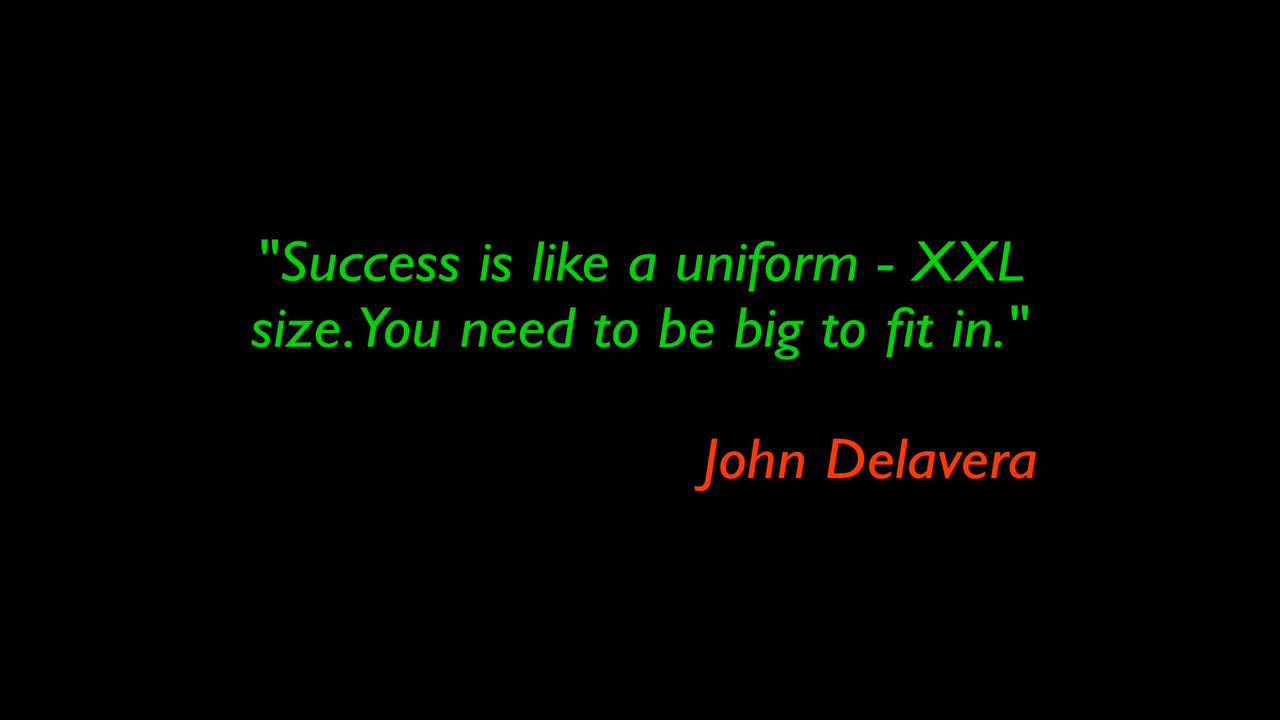 "Success is like a uniform - XXL
size. You need to be big to fit in."
John Delavera